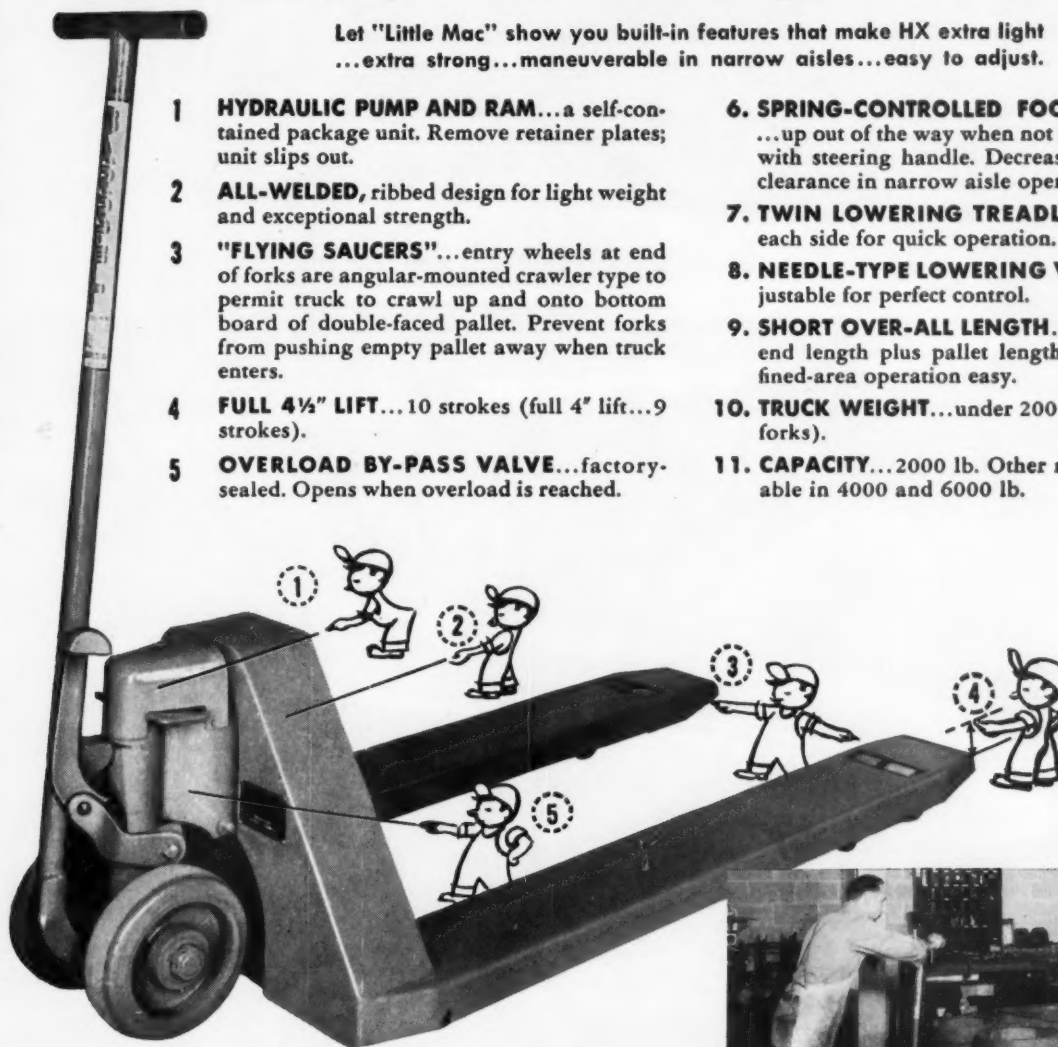 Let "Little Mac" show you built-in features that make HX extra light
...extra strong...maneuverable in narrow aisles...easy to adjust.
1 HYDRAULIC PUMP AND RAM...a self-con-
tained package unit. Remove retainer plates;
unit slips out.
2 ALL-WELDED, ribbed design for light weight
and exceptional strength.
3 "FLYING SAUCERS"...entry wheels at end
of forks are angular-mounted crawler type to
permit truck to crawl up and onto bottom
board of double-faced pallet. Prevent forks
from pushing empty pallet away when truck
enters.
4 FULL 4½" LIFT...10 strokes (full 4" lift...9
strokes).
5 OVERLOAD BY-PASS VALVE...factory-
sealed. Opens when overload is reached.
6. SPRING-CONTROLLED FOO
...up out of the way when not
with steering handle. Decreas
clearance in narrow aisle oper
7. TWIN LOWERING TREADL
each side for quick operation.
8. NEEDLE-TYPE LOWERING
justable for perfect control.
9. SHORT OVER-ALL LENGTH.
end length plus pallet length
fined-area operation easy.
10. TRUCK WEIGHT...under 200
forks).
11. CAPACITY...2000 lb. Other
able in 4000 and 6000 lb.
1
2
3
4
5